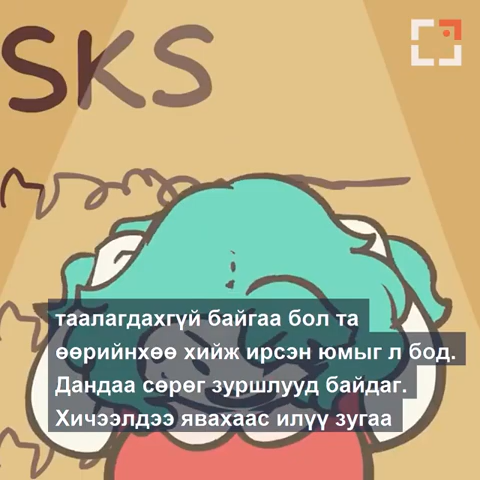 SKS
таалагдахгүй байгаа бол та
өөрийнхөө хийж ирсэн юмыг л бод.
Дандаа сөрөг зуршлууд байдаг.
Хичээлдээ явахаас илүү зугаа